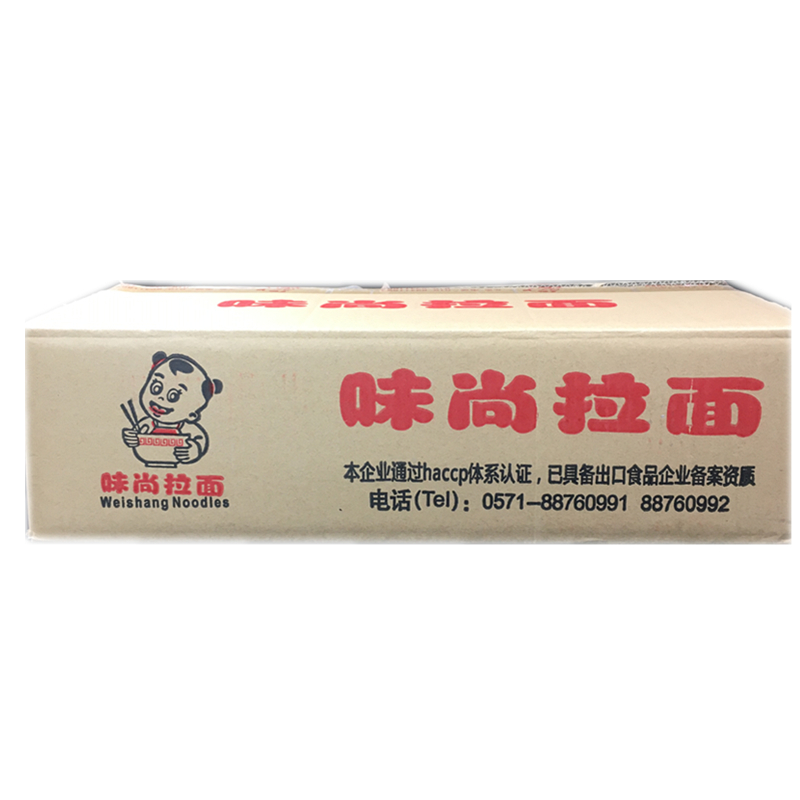 味尚拉面
味尚拉面
本企业通过haccp体系认证，已具备出口食品企业备案资质
电话(Tel)：0571-88760991 88760992
味尚拉面
Weishang Noodles